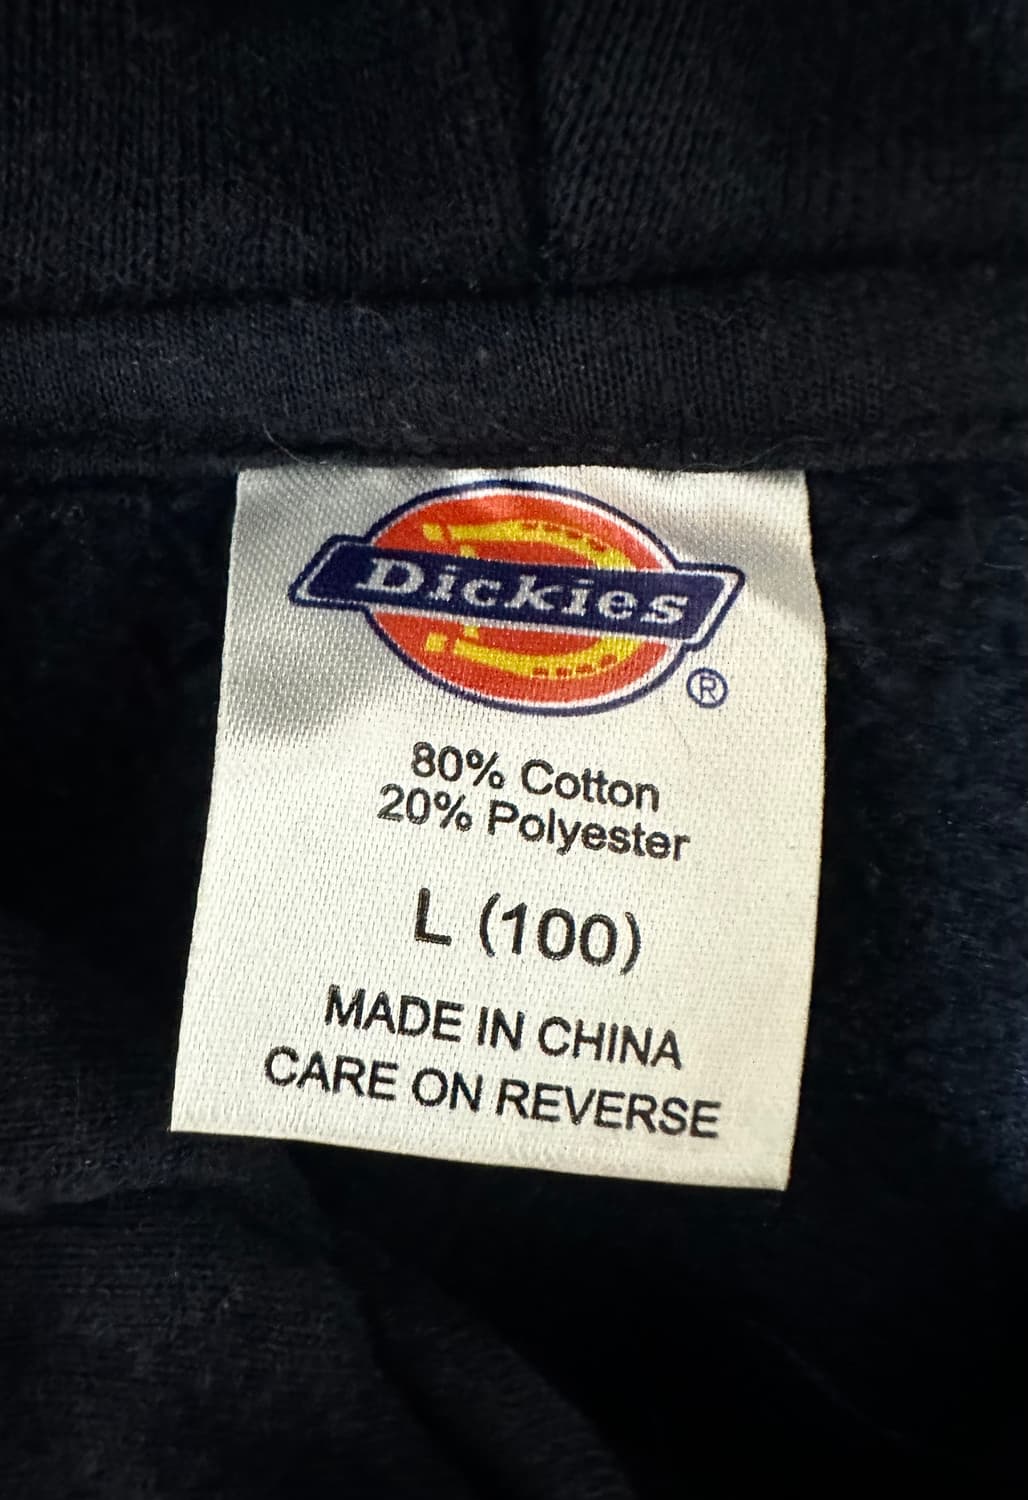 Dickies
®
80% Cotton
20% Polyester
L (100)
MADE IN CHINA
CARE ON REVERSE